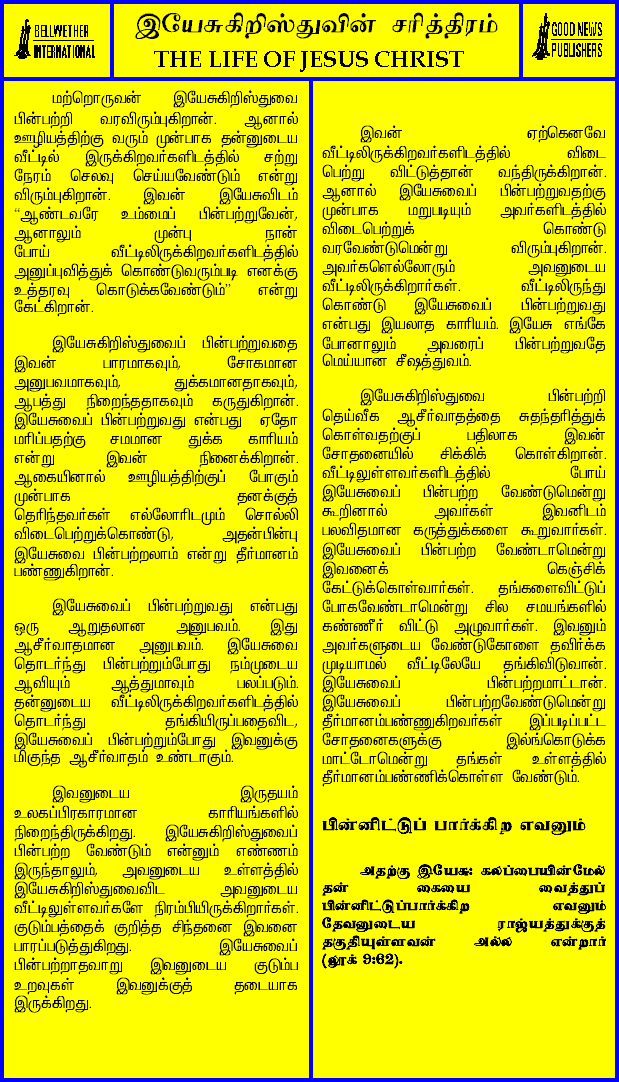 BELLWETHER
INTERNATIONAL
இயேசுகிறிஸ்துவின் சரித்திரம்
THE LIFE OF JESUS CHRIST
GOOD NEWS
PUBLISHERS
மற்றொருவன் இயேசுகிறிஸ்துவை
பின்பற்றி வரவிரும்புகிறான். ஆனால்
ஊழியத்திற்கு வரும் முன்பாக தன்னுடைய
வீட்டில் இருக்கிறவர்களிடத்தில் சற்று
நேரம் செலவு செய்யவேண்டும் என்று
விரும்புகிறான். இவன் இயேசுவிடம்
“ஆண்டவரே உம்மைப் பின்பற்றுவேன்,
ஆனாலும் முன்பு நான்
போய் வீட்டிலிருக்கிறவர்களிடத்தில்
அனுப்புவித்துக் கொண்டுவரும்படி எனக்கு
உத்தரவு கொடுக்கவேண்டும்” என்று
கேட்கிறான்.
இயேசுகிறிஸ்துவைப் பின்பற்றுவதை
இவன் பாரமாகவும், சோகமான
அனுபவமாகவும், துக்கமானதாகவும்,
ஆபத்து நிறைந்ததாகவும் கருதுகிறான்.
இயேசுவைப் பின்பற்றுவது என்பது ஏதோ
மரிப்பதற்கு சமமான துக்க காரியம்
என்று இவன் நினைக்கிறான்.
ஆகையினால் ஊழியத்திற்குப் போகும்
முன்பாக தனக்குத்
தெரிந்தவர்கள் எல்லோரிடமும் சொல்லி
விடைபெற்றுக்கொண்டு, அதன்பின்பு
இயேசுவை பின்பற்றலாம் என்று தீர்மானம்
பண்ணுகிறான்.
இயேசுவைப் பின்பற்றுவது என்பது
ஒரு ஆறுதலான அனுபவம். இது
ஆசீர்வாதமான அனுபவம். இயேசுவை
தொடர்ந்து பின்பற்றும்போது நம்முடைய
ஆவியும் ஆத்துமாவும் பலப்படும்.
தன்னுடைய வீட்டிலிருக்கிறவர்களிடத்தில்
தொடர்ந்து தங்கியிருப்பதைவிட,
இயேசுவைப் பின்பற்றும்போது இவனுக்கு
மிகுந்த ஆசீர்வாதம் உண்டாகும்.
இவனுடைய இருதயம்
உலகப்பிரகாரமான காரியங்களில்
நிறைந்திருக்கிறது. இயேசுகிறிஸ்துவைப்
பின்பற்ற வேண்டும் என்னும் எண்ணம்
இருந்தாலும், அவனுடைய உள்ளத்தில்
இயேசுகிறிஸ்துவைவிட அவனுடைய
வீட்டிலுள்ளவர்களே நிரம்பியிருக்கிறார்கள்.
குடும்பத்தைக் குறித்த சிந்தனை இவனை
பாரப்படுத்துகிறது. இயேசுவைப்
பின்பற்றாதவாறு இவனுடைய குடும்ப
உறவுகள் இவனுக்குத் தடையாக
இருக்கிறது.
இவன் ஏற்கெனவே
வீட்டிலிருக்கிறவர்களிடத்தில் விடை
பெற்று விட்டுத்தான் வந்திருக்கிறான்.
ஆனால் இயேசுவைப் பின்பற்றுவதற்கு
முன்பாக மறுபடியும் அவர்களிடத்தில்
விடைபெற்றுக் கொண்டு
வரவேண்டுமென்று விரும்புகிறான்.
அவர்களெல்லோரும் அவனுடைய
வீட்டிலிருக்கிறார்கள். வீட்டிலிருந்து
கொண்டு இயேசுவைப் பின்பற்றுவது
என்பது இயலாத காரியம். இயேசு எங்கே
போனாலும் அவரைப் பின்பற்றுவதே
மெய்யான சீஷத்துவம்.
இயேசுகிறிஸ்துவை பின்பற்றி
தெய்வீக ஆசீர்வாதத்தை சுதந்தரித்துக்
கொள்வதற்குப் பதிலாக இவன்
சோதனையில் சிக்கிக் கொள்கிறான்.
வீட்டிலுள்ளவர்களிடத்தில் போய்
இயேசுவைப் பின்பற்ற வேண்டுமென்று
கூறினால் அவர்கள் இவனிடம்
பலவிதமான கருத்துக்களை கூறுவார்கள்.
இயேசுவைப் பின்பற்ற வேண்டாமென்று
இவனைக் கெஞ்சிக்
கேட்டுக்கொள்வார்கள். தங்களைவிட்டுப்
போகவேண்டாமென்று சில சமயங்களில்
கண்ணீர் விட்டு அழுவார்கள். இவனும்
அவர்களுடைய வேண்டுகோளை தவிர்க்க
முடியாமல் வீட்டிலேயே தங்கிவிடுவான்.
இயேசுவைப் பின்பற்றமாட்டான்.
இயேசுவைப் பின்பற்றவேண்டுமென்று
தீர்மானம்பண்ணுகிறவர்கள் இப்படிப்பட்ட
சோதனைகளுக்கு இல்ங்கொடுக்க
மாட்டோமென்று தங்கள் உள்ளத்தில்
தீர்மானம்பண்ணிக்கொள்ள வேண்டும்.
பின்னிட்டுப் பார்க்கிற எவனும்
அதற்கு இயேசு: கலப்பையின்மேல்
தன் கையை வைத்துப்
பின்னிட்டுப்பார்க்கிற எவனும்
தேவனுடைய ராஜ்யத்துக்குத்
தகுதியுள்ளவன் அல்ல என்றார்
(லூக் 9:62).